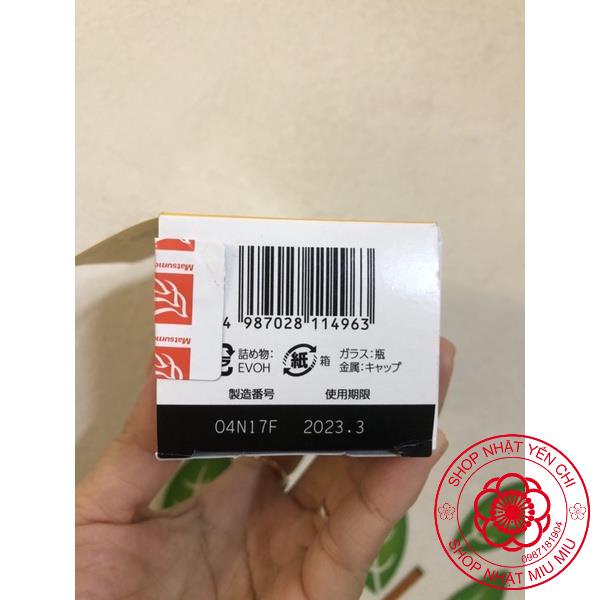 Matsumo
Matsumo
4 987028 114963
詰め物:
EVOH
紙
箱
ガラス:瓶
金属:キャップ
製造番号
使用期限
04N17F
2023.3
SHOP NHẬT YẾN CHI
0987181904
SHOP NHẬT MIU MIU